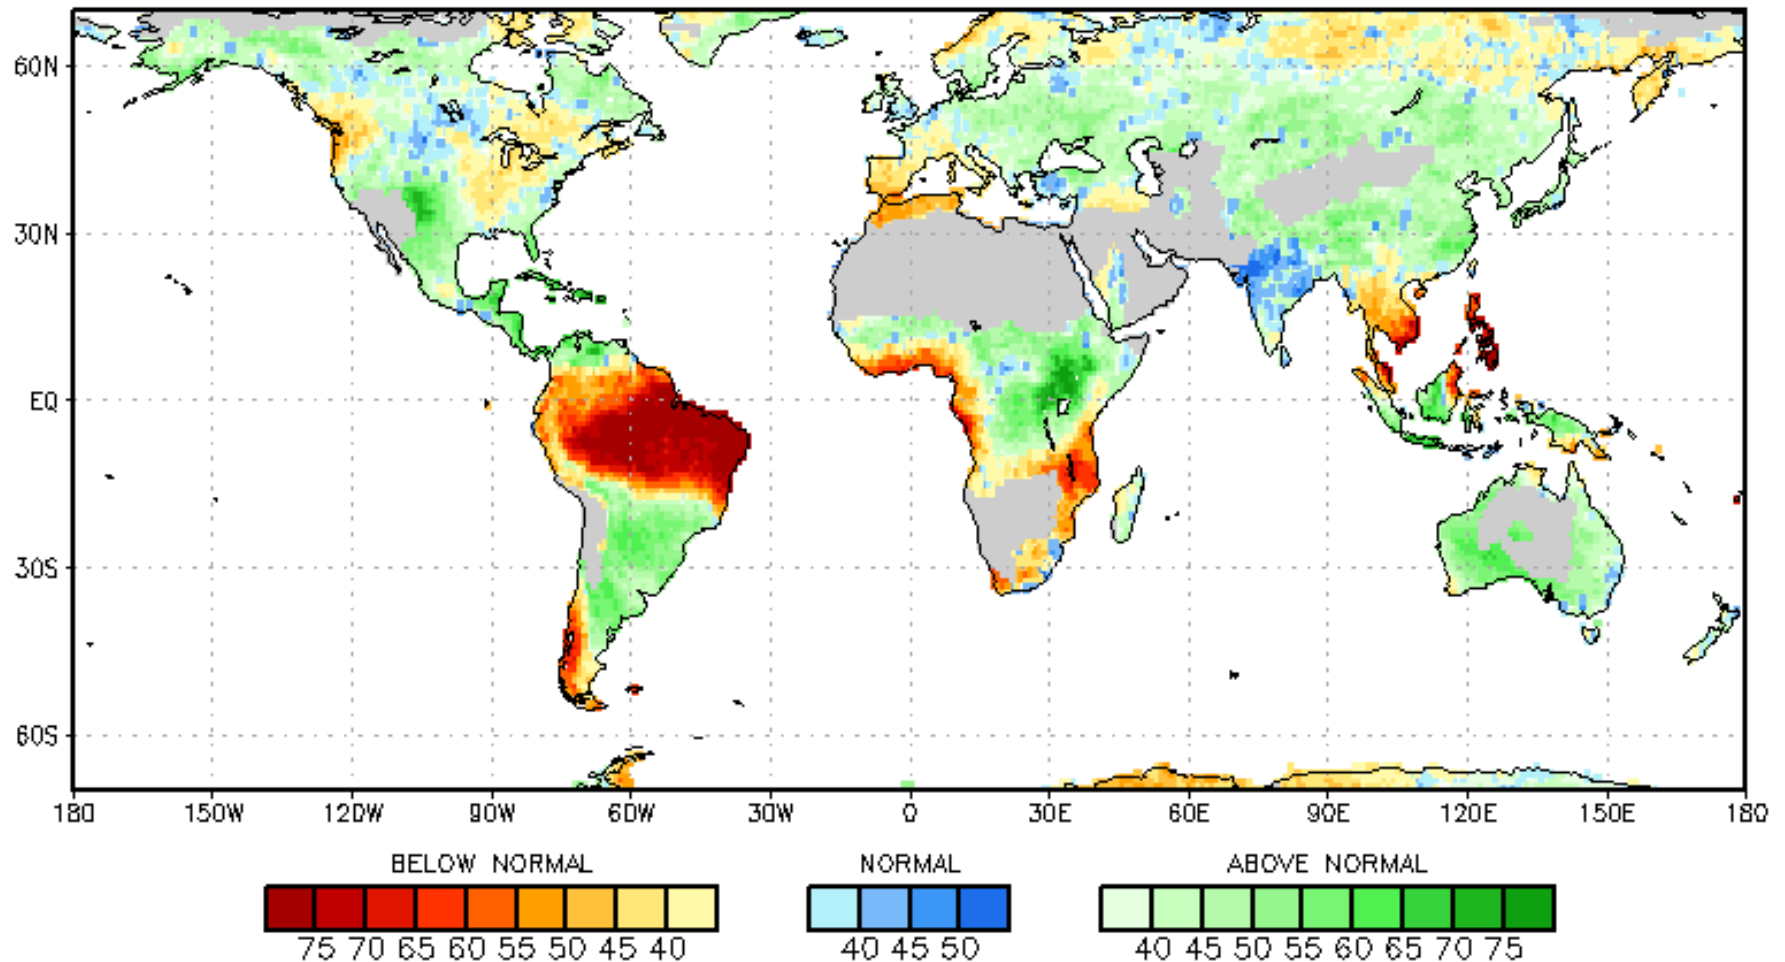 60N
30N
EQ
30S
60S
180 150W 120W 90W 60W 30W 0 30E 60E 90E 120E 150E 180
BELOW NORMAL NORMAL ABOVE NORMAL
75 70 65 60 55 50 45 40 40 45 50 40 45 50 55 60 65 70 75